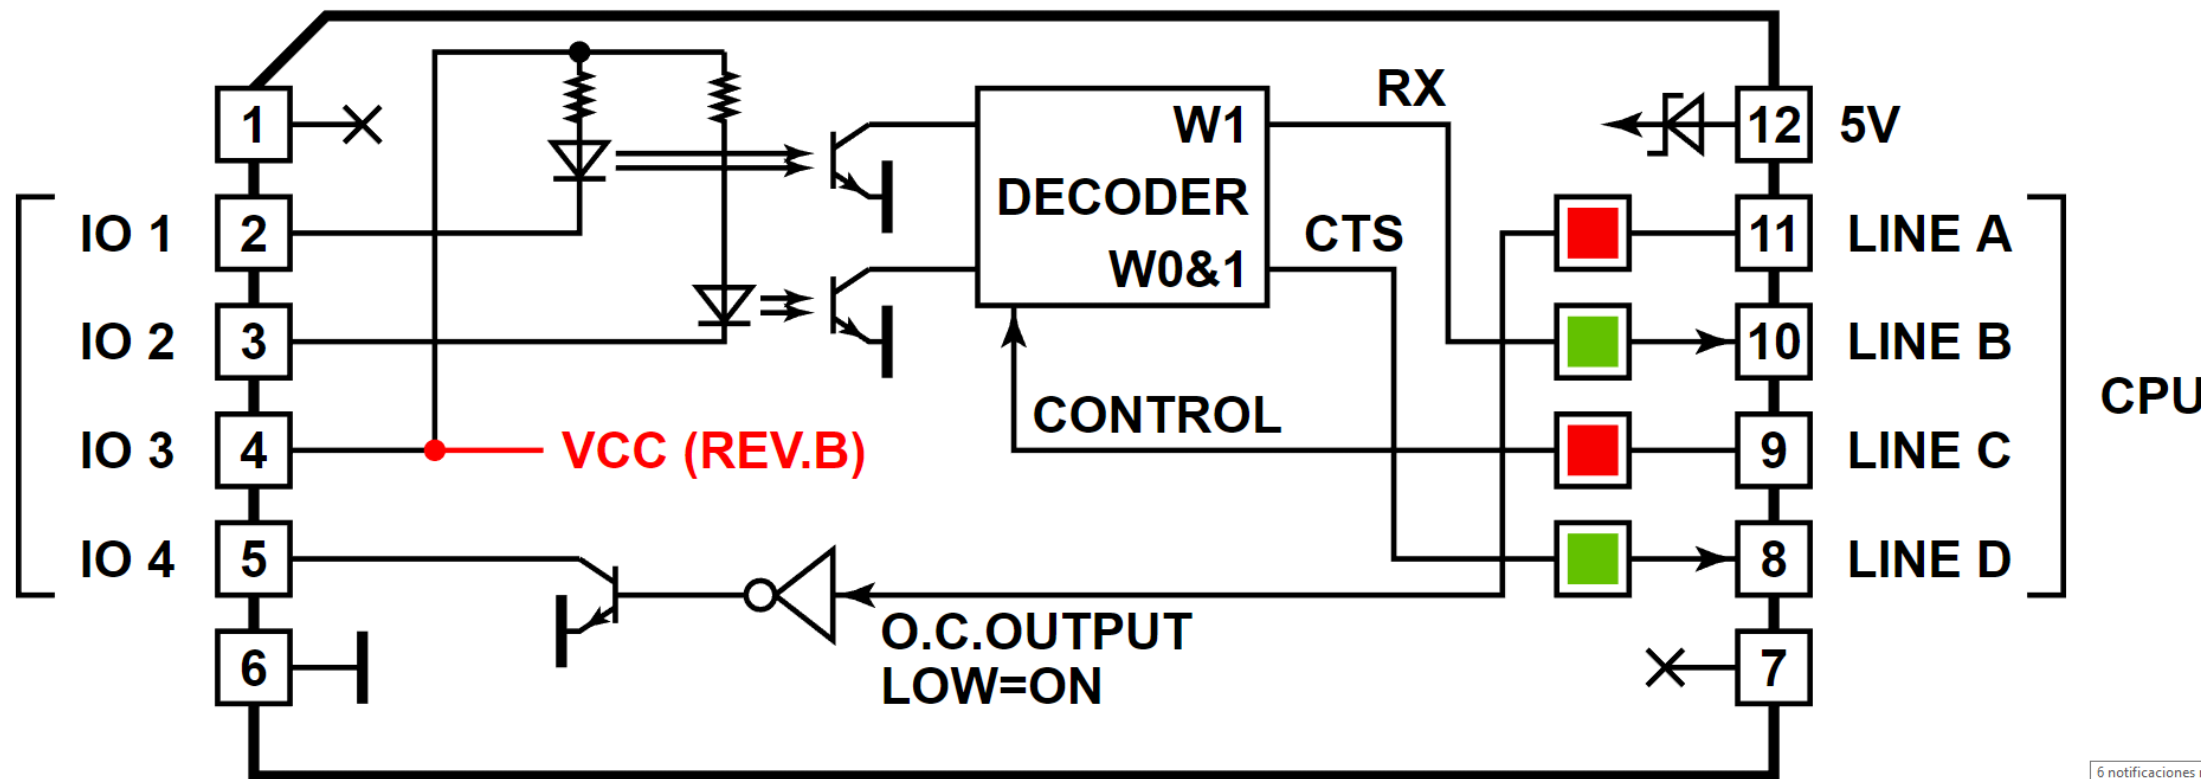 1
IO 1 2
IO 2 3
IO 3 4
IO 4 5
6
VCC (REV.B)
W1
DECODER
W0&1
RX
CTS
CONTROL
O.C.OUTPUT
LOW=ON
12 5V
11 LINE A
10 LINE B
9 LINE C
8 LINE D
7
CPU
6 notificaciones